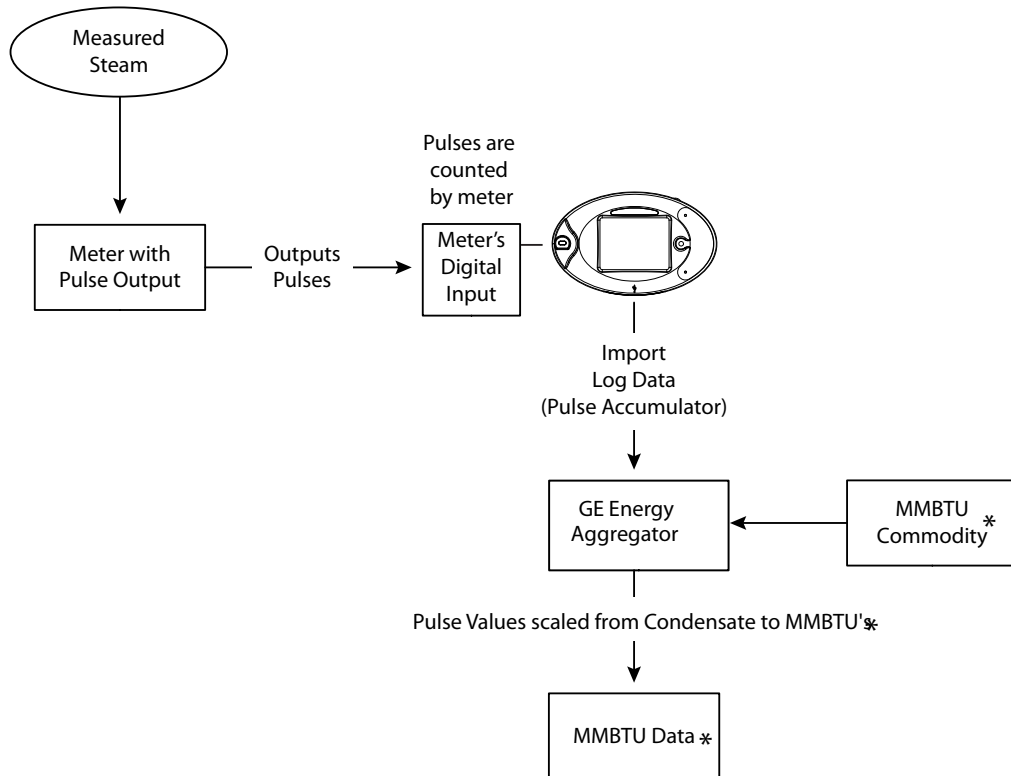 Measured
Steam
Pulses are
counted
by meter
Meter with
Pulse Output
Outputs
Pulses
Meter's
Digital
Input
Import
Log Data
(Pulse Accumulator)
GE Energy
Aggregator
MMBTU
Commodity*
Pulse Values scaled from Condensate to MMBTU's*
MMBTU Data *